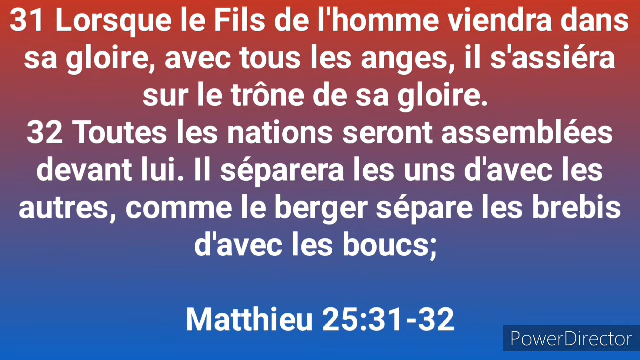 31 Lorsque le Fils de l'homme viendra dans
sa gloire, avec tous les anges, il s'assiéra
sur le trône de sa gloire.
32 Toutes les nations seront assemblées
devant lui. Il séparera les uns d'avec les
autres, comme le berger sépare les brebis
d'avec les boucs;
Matthieu 25:31-32
PowerDirector